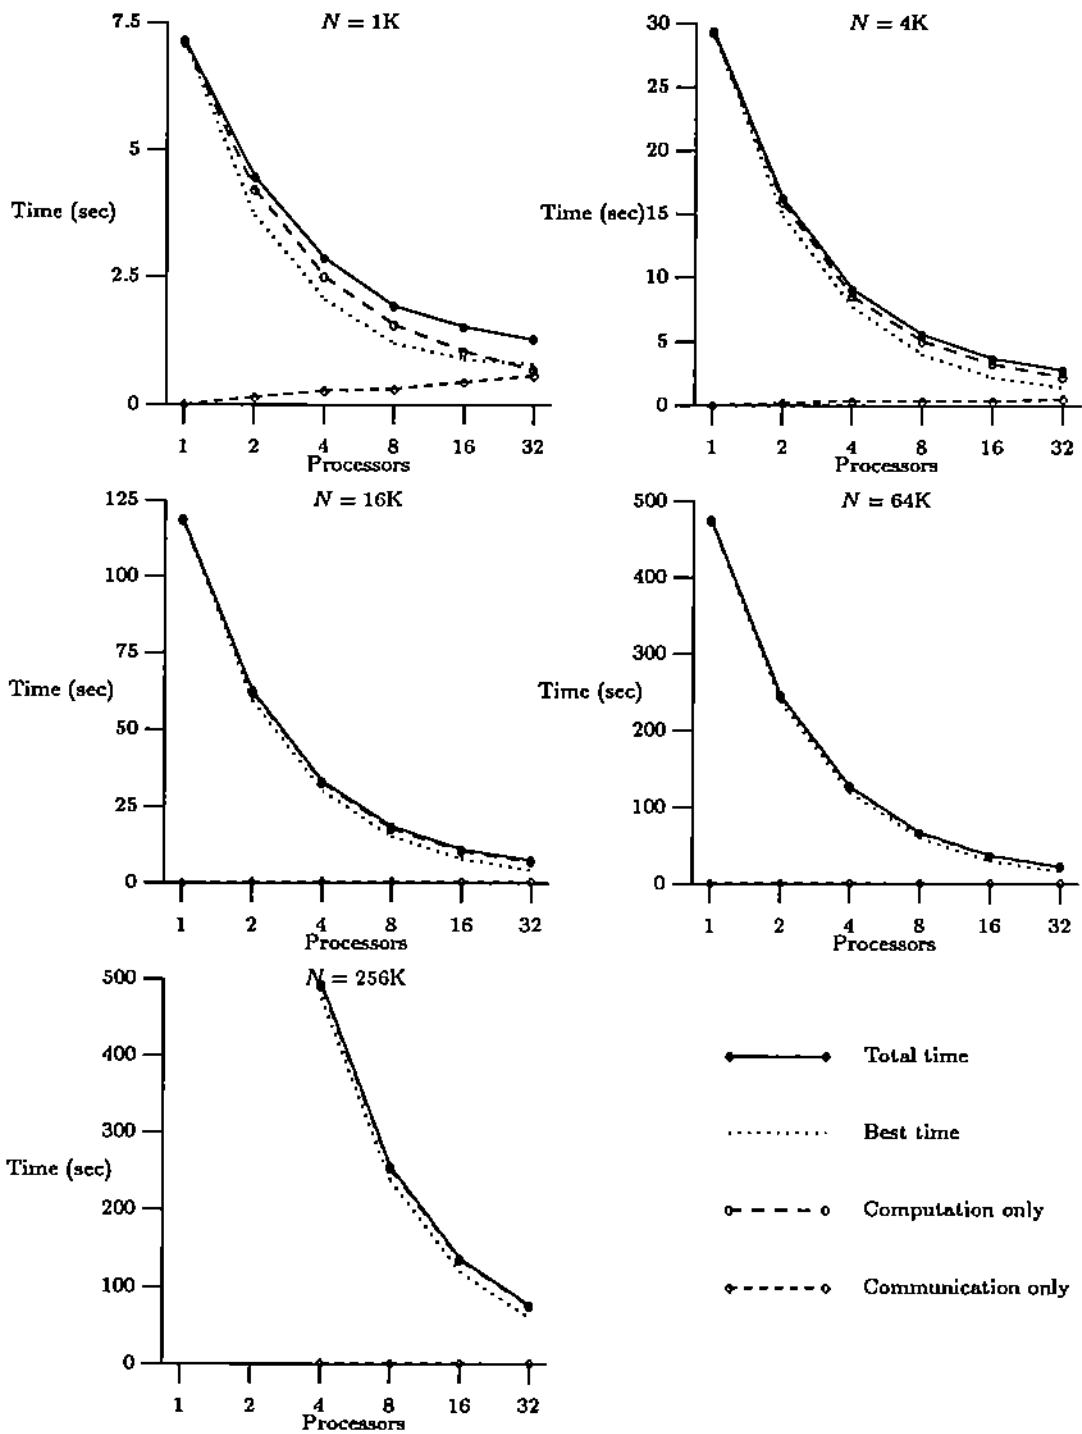 N = 1K
7.5
5
2.5
0
Time (sec)
1 2 4 8 16 32
Processors
N = 4K
30
25
20
15
10
5
0
Time (sec)
1 2 4 8 16 32
Processors
N = 16K
125
100
75
50
25
0
Time (sec)
1 2 4 8 16 32
Processors
N = 64K
500
400
300
200
100
0
Time (sec)
1 2 4 8 16 32
Processors
N = 256K
500
400
300
200
100
0
Time (sec)
1 2 4 8 16 32
Processors
Total time
Best time
Computation only
Communication only